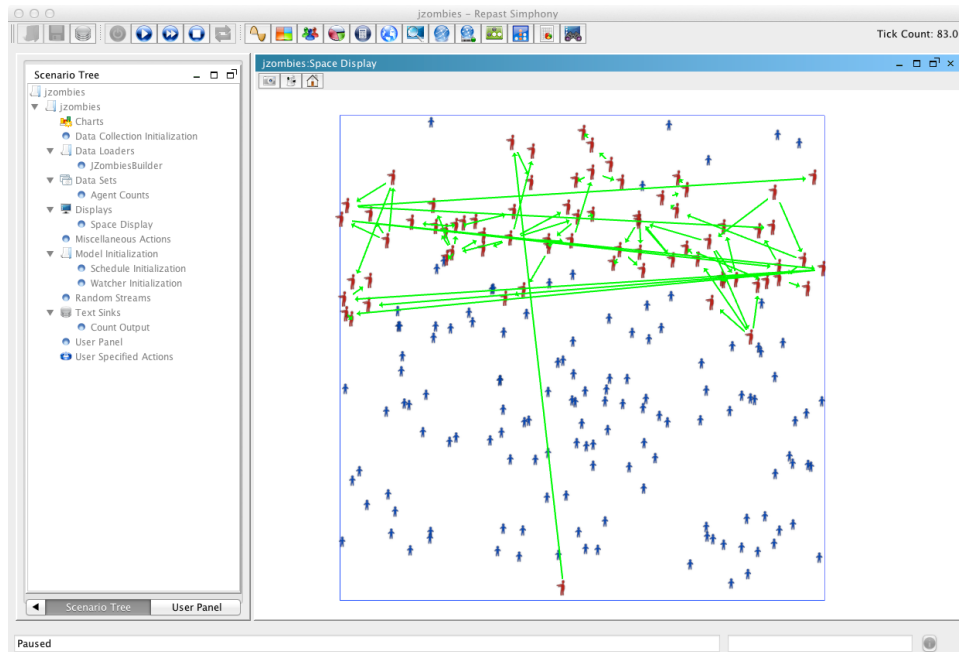 jzombies – Repast Simphony
Tick Count: 83.0
Scenario Tree
jzombies
jzombies
Charts
Data Collection Initialization
Data Loaders
JZombiesBuilder
Data Sets
Agent Counts
Displays
Space Display
Miscellaneous Actions
Model Initialization
Schedule Initialization
Watcher Initialization
Random Streams
Text Sinks
Count Output
User Panel
User Specified Actions
Scenario Tree
User Panel
jzombies:Space Display
Paused